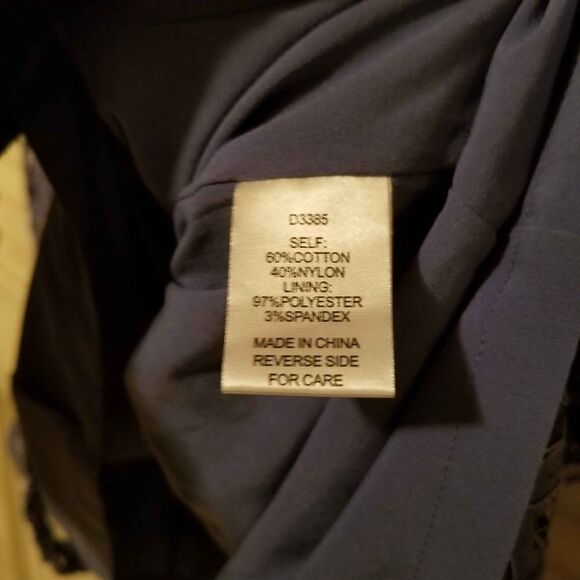 D3385
SELF:
60%COTTON
40%NYLON
LINING:
97%POLYESTER
3%SPANDEX
MADE IN CHINA
REVERSE SIDE
FOR CARE